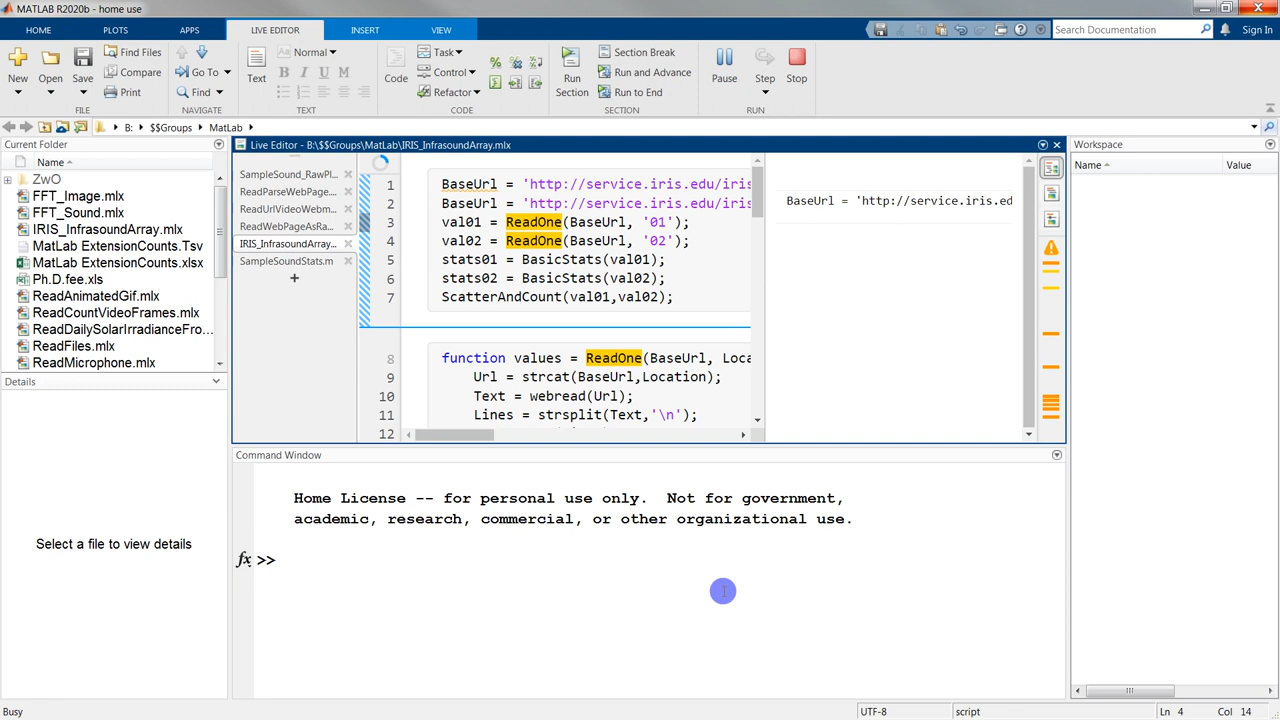 MATLAB R2020b - home use
HOME PLOTS APPS LIVE EDITOR INSERT VIEW
Search Documentation
Sign In
New Open Save
Find Files
Compare
Print
FILE
Go To
Find
NAVIGATE
Text
Aa Normal
B I U M
TEXT
Code
Task
Control
Refactor
CODE
Run
Section
Section Break
Run and Advance
Run to End
SECTION
Pause Step Stop
RUN
B: $$Groups MatLab
Current Folder
Name
ZwO
FFT_Image.mlx
FFT_Sound.mlx
IRIS_InfrasoundArray.mlx
MatLab ExtensionCounts.Tsv
MatLab ExtensionCounts.xlsx
Ph.D.fee.xls
ReadAnimatedGif.mlx
ReadCountVideoFrames.mlx
ReadDailySolarIrradianceFro...
ReadFiles.mlx
ReadMicrophone.mlx
Details
Select a file to view details
Live Editor - B:\$$Groups\MatLab\IRIS_InfrasoundArray.mlx
SampleSound_RawPl...
ReadParseWebPage...
ReadUrlVideoWebm...
ReadWebPageAsRa...
IRIS_InfrasoundArray...
SampleSoundStats.m
1 BaseUrl = 'http://service.iris.edu/iris
2 BaseUrl = 'http://service.iris.edu/iris
3 val01 = ReadOne(BaseUrl, '01');
4 val02 = ReadOne(BaseUrl, '02');
5 stats01 = BasicStats(val01);
6 stats02 = BasicStats(val02);
7 ScatterAndCount(val01,val02);
8 function values = ReadOne(BaseUrl, Loca
9 Url = strcat(BaseUrl,Location);
10 Text = webread(Url);
11 Lines = strsplit(Text,'\n');
12
BaseUrl = 'http://service.iris.ed
Command Window
Home License -- for personal use only. Not for government,
academic, research, commercial, or other organizational use.
fx >>
Workspace
Name Value
Busy
UTF-8 script Ln 4 Col 14